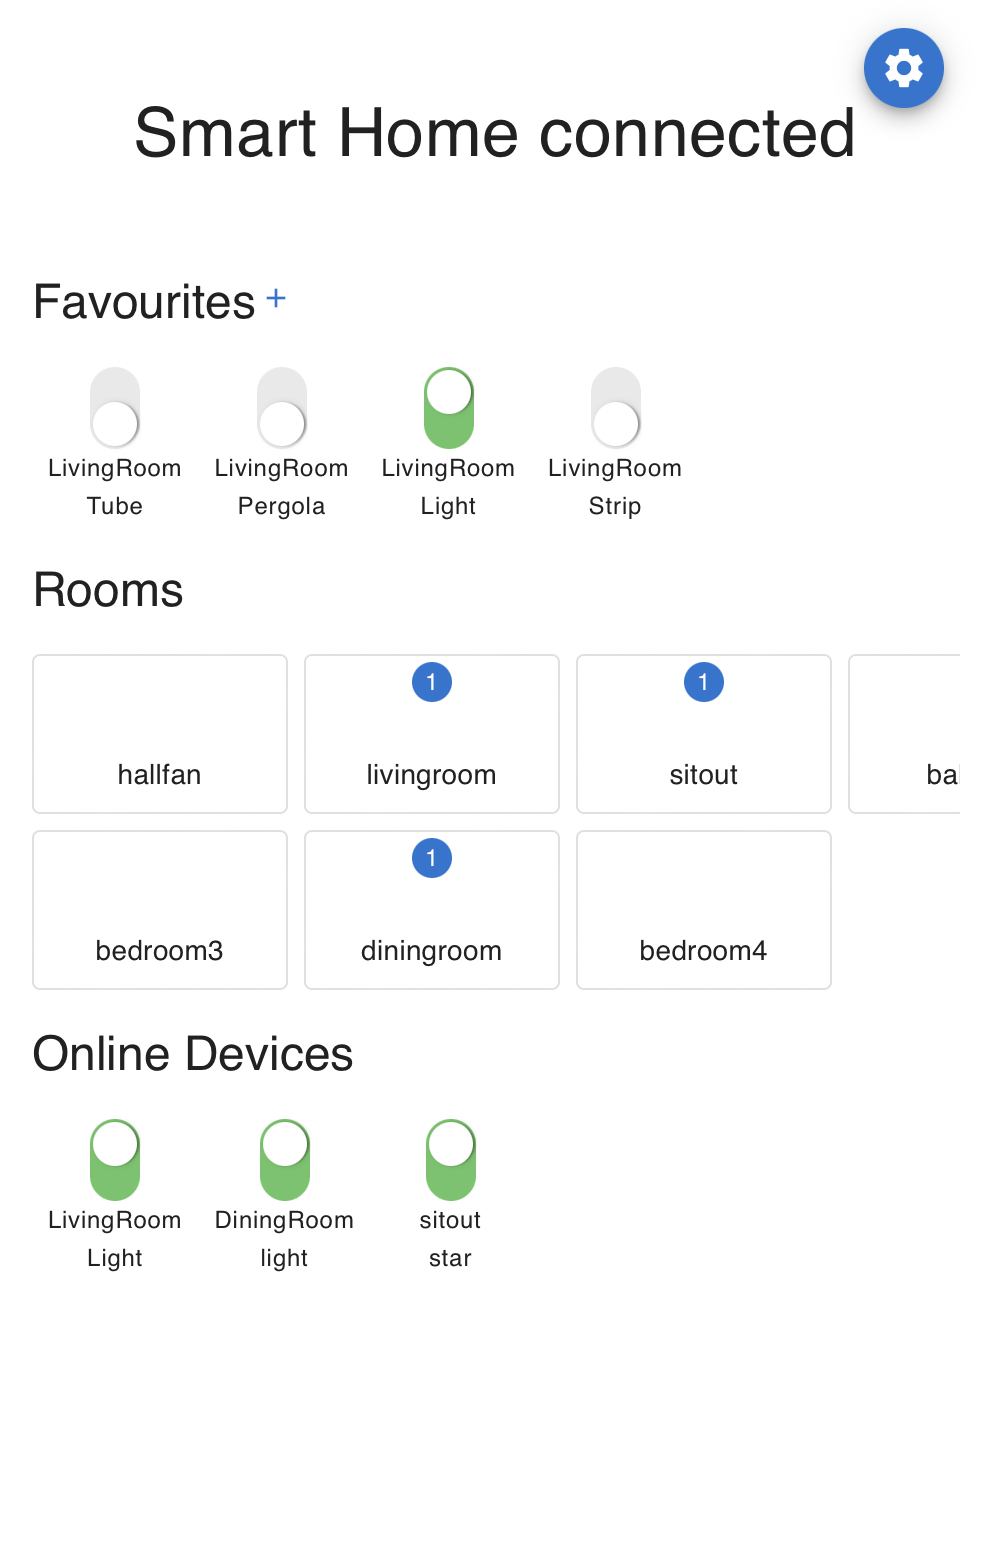 Smart Home connected
Favourites +
LivingRoom LivingRoom LivingRoom LivingRoom
Tube Pergola Light Strip
Rooms
1 1
hallfan livingroom sitout
1
bedroom3 diningroom bedroom4
Online Devices
LivingRoom DiningRoom sitout
Light light star